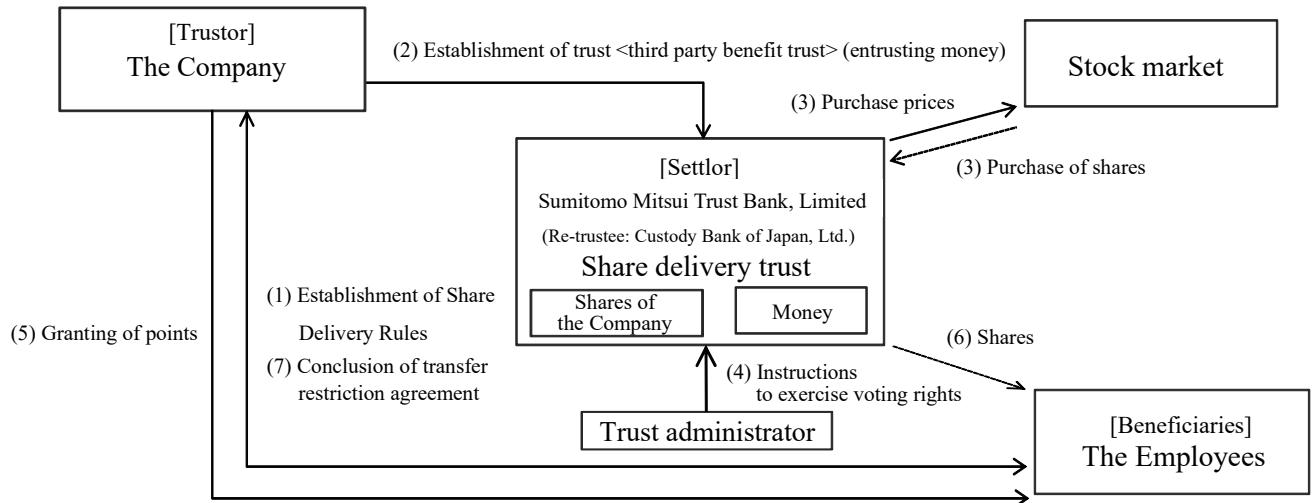 [Trustor]
The Company
(2) Establishment of trust <third party benefit trust> (entrusting money)
Stock market
(3) Purchase prices
(3) Purchase of shares
[Settlor]
Sumitomo Mitsui Trust Bank, Limited
(Re-trustee: Custody Bank of Japan, Ltd.)
Share delivery trust
Shares of
the Company
Money
(1) Establishment of Share
Delivery Rules
(5) Granting of points
(7) Conclusion of transfer
restriction agreement
(6) Shares
(4) Instructions
to exercise voting rights
Trust administrator
[Beneficiaries]
The Employees